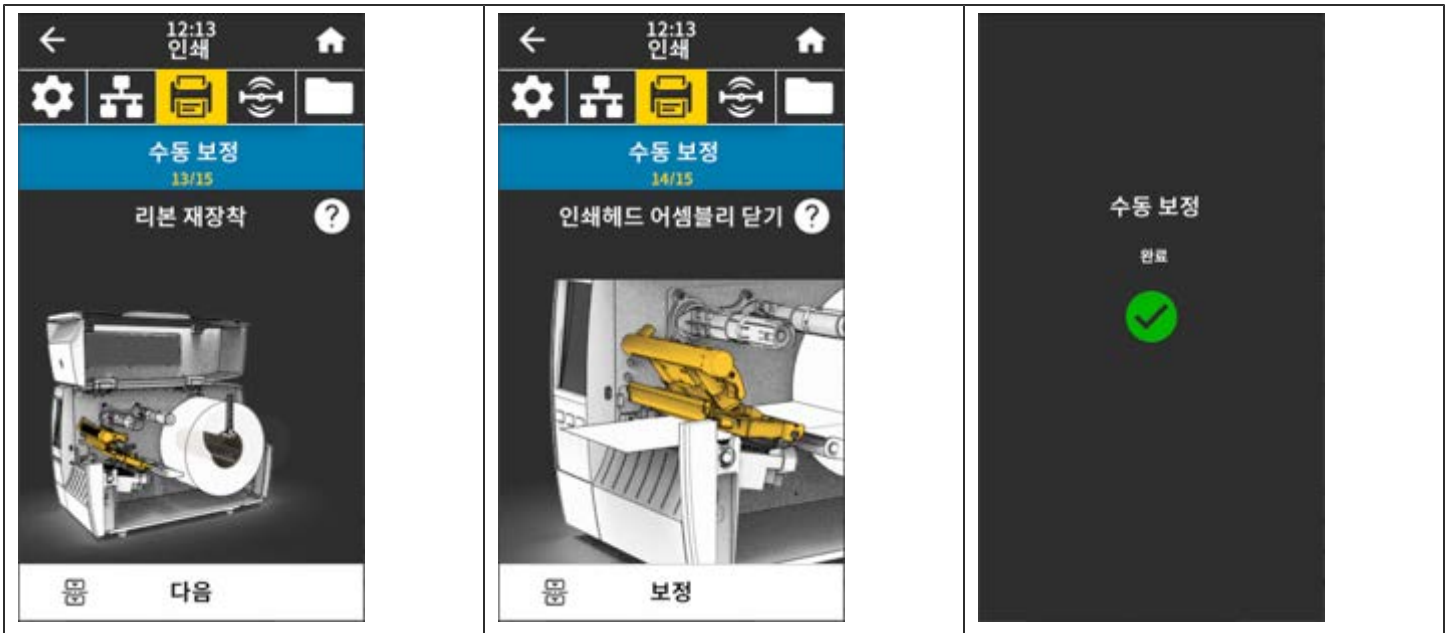 12:13
인쇄
수동 보정
13/15
리본 재장착
?
다음
12:13
인쇄
수동 보정
14/15
인쇄헤드 어셈블리 닫기
?
보정
수동 보정
완료